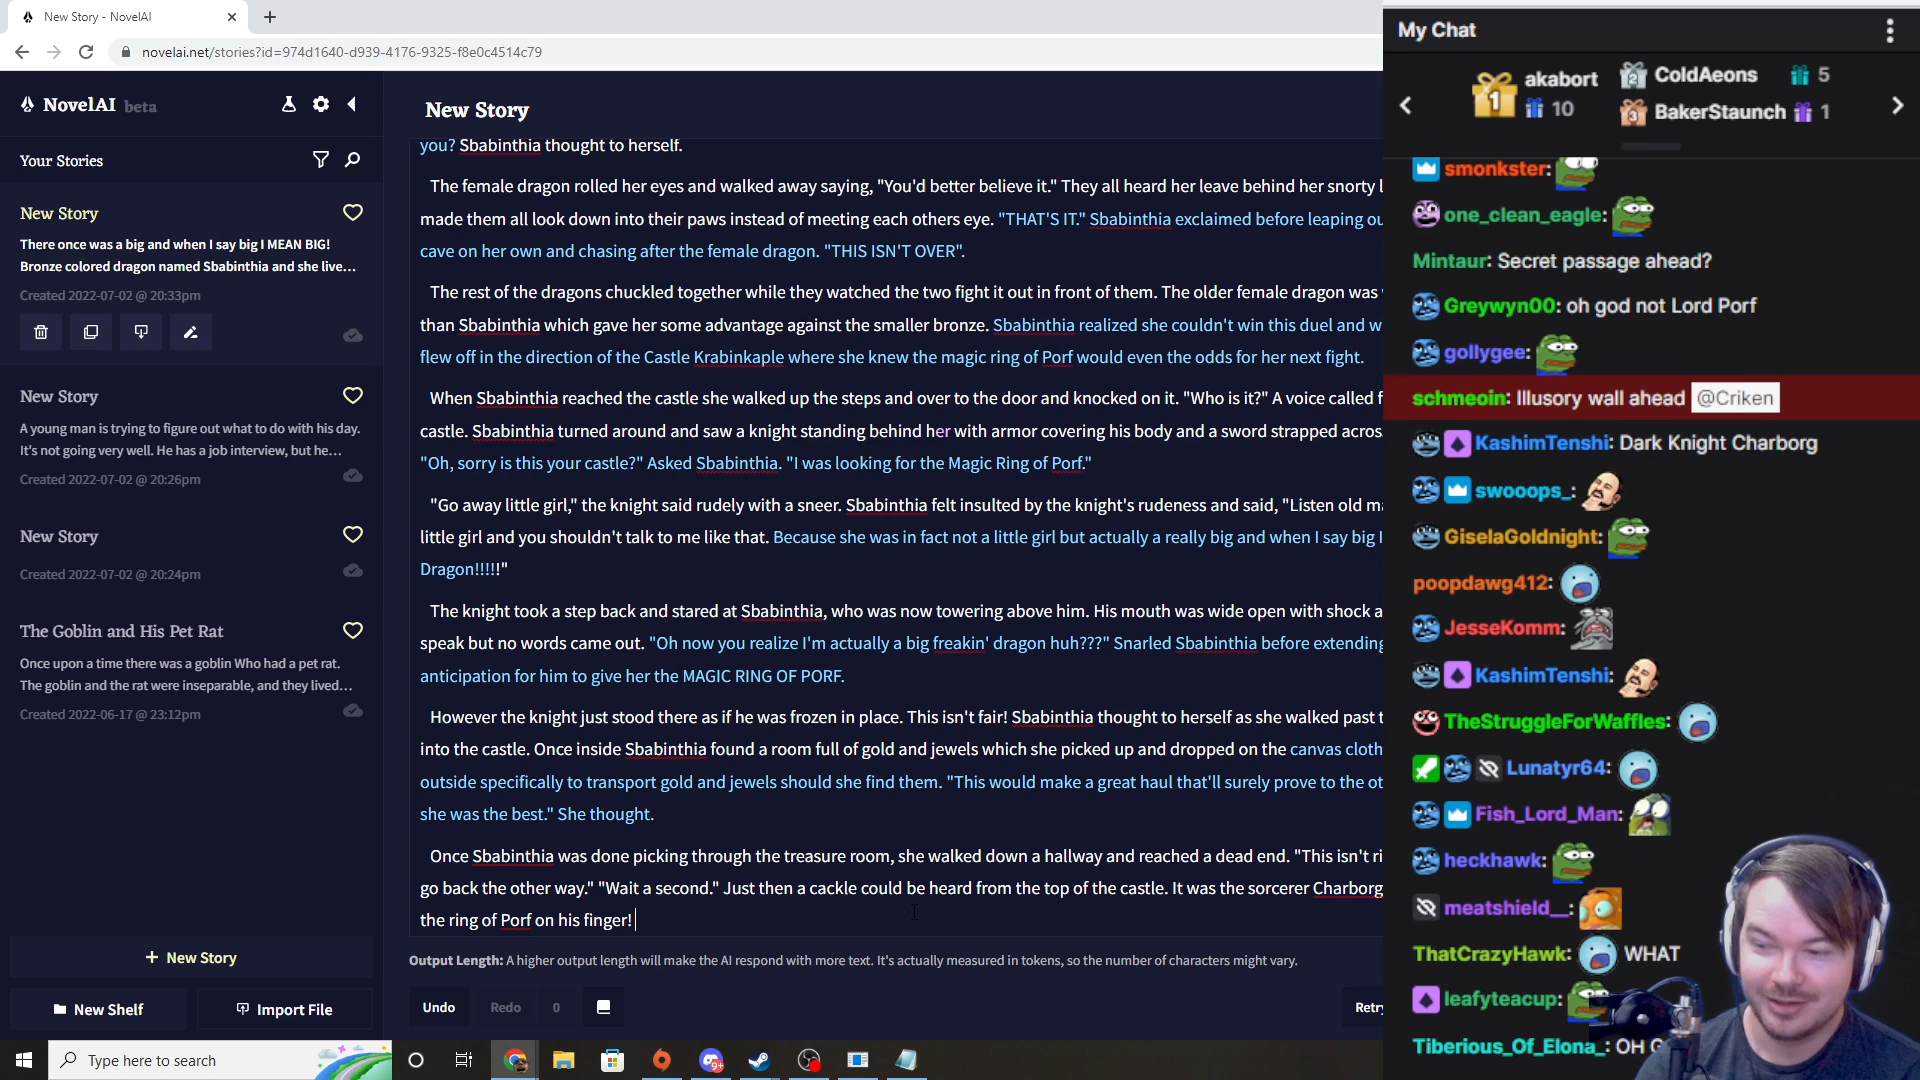 New Story - NovelAI
novelai.net/stories?id=974d1640-d939-4176-9325-f8e0c4514c79
NovelAI beta
Your Stories
New Story
There once was a big and when I say big I MEAN BIG!
Bronze colored dragon named Sbabinthia and she live...
Created 2022-07-02 @ 20:33pm
New Story
A young man is trying to figure out what to do with his day.
It's not going very well. He has a job interview, but he...
Created 2022-07-02 @ 20:26pm
New Story
Created 2022-07-02 @ 20:24pm
The Goblin and His Pet Rat
Once upon a time there was a goblin Who had a pet rat.
The goblin and the rat were inseparable, and they lived...
Created 2022-06-17 @ 23:12pm
+ New Story
New Shelf
Import File
New Story
you? Sbabinthia thought to herself.
The female dragon rolled her eyes and walked away saying, "You'd better believe it." They all heard her leave behind her snorty
made them all look down into their paws instead of meeting each others eye. "THAT'S IT." Sbabinthia exclaimed before leaping
cave on her own and chasing after the female dragon. "THIS ISN'T OVER".
The rest of the dragons chuckled together while they watched the two fight it out in front of them. The older female dragon was
than Sbabinthia which gave her some advantage against the smaller bronze. Sbabinthia realized she couldn't win this duel and
flew off in the direction of the Castle Krabinkaple where she knew the magic ring of Porf would even the odds for her next fight.
When Sbabinthia reached the castle she walked up the steps and over to the door and knocked on it. "Who is it?" A voice called
castle. Sbabinthia turned around and saw a knight standing behind her with armor covering his body and a sword strapped
"Oh, sorry is this your castle?" Asked Sbabinthia. "I was looking for the Magic Ring of Porf."
"Go away little girl," the knight said rudely with a sneer. Sbabinthia felt insulted by the knight's rudeness and said, "Listen old
little girl and you shouldn't talk to me like that. Because she was in fact not a little girl but actually a really big and when I say big
Dragon!!!!!"
The knight took a step back and stared at Sbabinthia, who was now towering above him. His mouth was wide open with shock
speak but no words came out. "Oh now you realize I'm actually a big freakin' dragon huh???" Snarled Sbabinthia before extending
anticipation for him to give her the MAGIC RING OF PORF.
However the knight just stood there as if he was frozen in place. This isn't fair! Sbabinthia thought to herself as she walked past
into the castle. Once inside Sbabinthia found a room full of gold and jewels which she picked up and dropped on the canvas cloth
outside specifically to transport gold and jewels should she find them. "This would make a great haul that'll surely prove to the
she was the best." She thought.
Once Sbabinthia was done picking through the treasure room, she walked down a hallway and reached a dead end. "This isn't
go back the other way." "Wait a second." Just then a cackle could be heard from the top of the castle. It was the sorcerer Charborg
the ring of Porf on his finger!
Output Length: A higher output length will make the AI respond with more text. It's actually measured in tokens, so the number of characters might vary.
Undo
Redo
0
Retry
Type here to search
9+
My Chat
1
akabort
10
2
ColdAeons
5
3
BakerStaunch
1
smonkster:
one_clean_eagle:
Mintaur: Secret passage ahead?
Greywyn00: oh god not Lord Porf
gollygee:
schmeoin: Illusory wall ahead @Criken
KashimTenshi: Dark Knight Charborg
swooops_:
GiselaGoldnight:
poopdawg412:
JesseKomm:
KashimTenshi:
TheStruggleForWaffles:
Lunatyr64:
Fish_Lord_Man:
heckhawk:
meatshield__:
ThatCrazyHawk: WHAT
leafyteacup:
Tiberious_Of_Elona_: OH